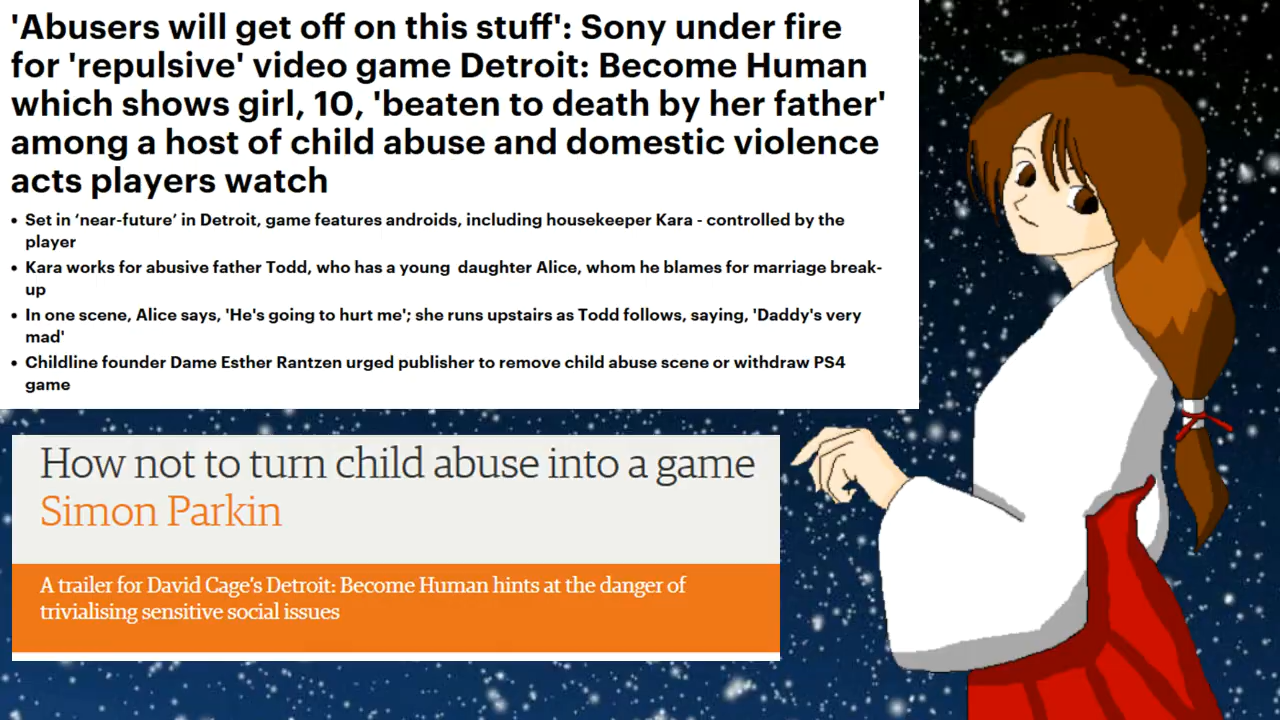 'Abusers will get off on this stuff': Sony under fire
for 'repulsive' video game Detroit: Become Human
which shows girl, 10, 'beaten to death by her father'
among a host of child abuse and domestic violence
acts players watch
• Set in ‘near-future’ in Detroit, game features androids, including housekeeper Kara - controlled by the
player
• Kara works for abusive father Todd, who has a young  daughter Alice, whom he blames for marriage break-
up
• In one scene, Alice says, 'He's going to hurt me'; she runs upstairs as Todd follows, saying, 'Daddy's very
mad'
• Childline founder Dame Esther Rantzen urged publisher to remove child abuse scene or withdraw PS4
game
How not to turn child abuse into a game
Simon Parkin
A trailer for David Cage’s Detroit: Become Human hints at the danger of
trivialising sensitive social issues